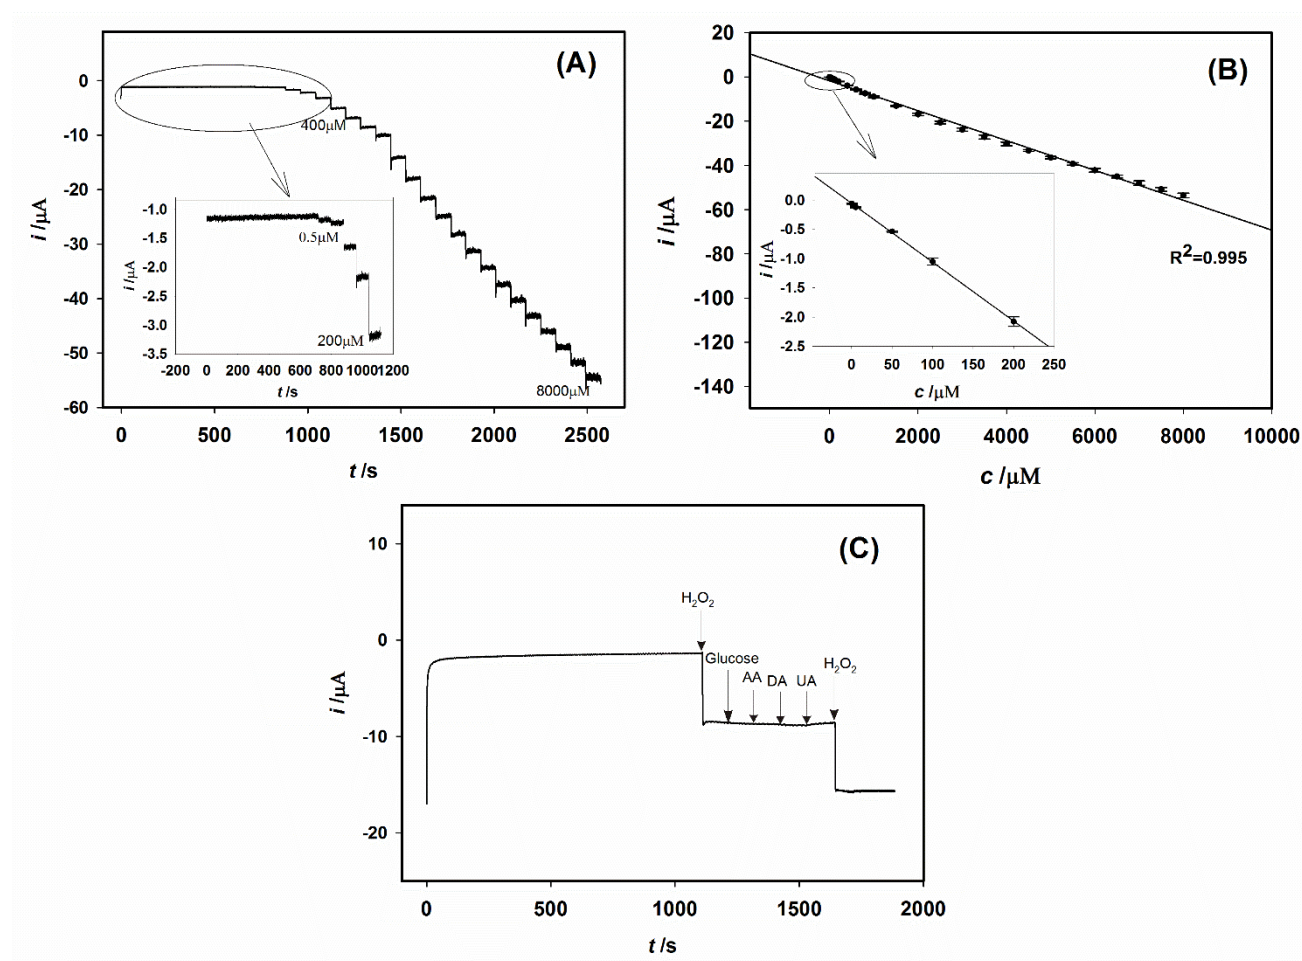 (A)
0
-10
-20
-30
-40
-50
-60
i /μA
400μM
-1.0
-1.5
-2.0
-2.5
-3.0
-3.5
i /μA
0.5μM
200μM
-200 0 200 400 600 800 1000 1200
t /s
8000μM
0 500 1000 1500 2000 2500
t /s
(B)
20
0
-20
-40
-60
-80
-100
-120
-140
i /μA
0.0
-0.5
-1.0
-1.5
-2.0
-2.5
i /μA
0 50 100 150 200 250
c /μM
R2=0.995
0 2000 4000 6000 8000 10000
c /μM
(C)
10
0
-10
-20
i /μA
H2O2
Glucose
AA
DA
UA
H2O2
0 500 1000 1500 2000
t /s